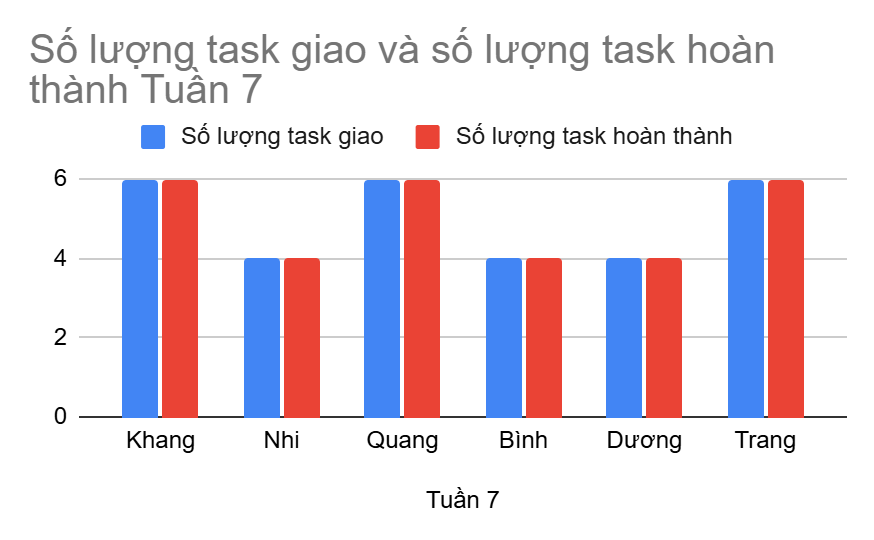 Số lượng task giao và số lượng task hoàn
thành Tuần 7
Số lượng task giao Số lượng task hoàn thành
6
4
2
0
Khang Nhi Quang Bình Dương Trang
Tuần 7